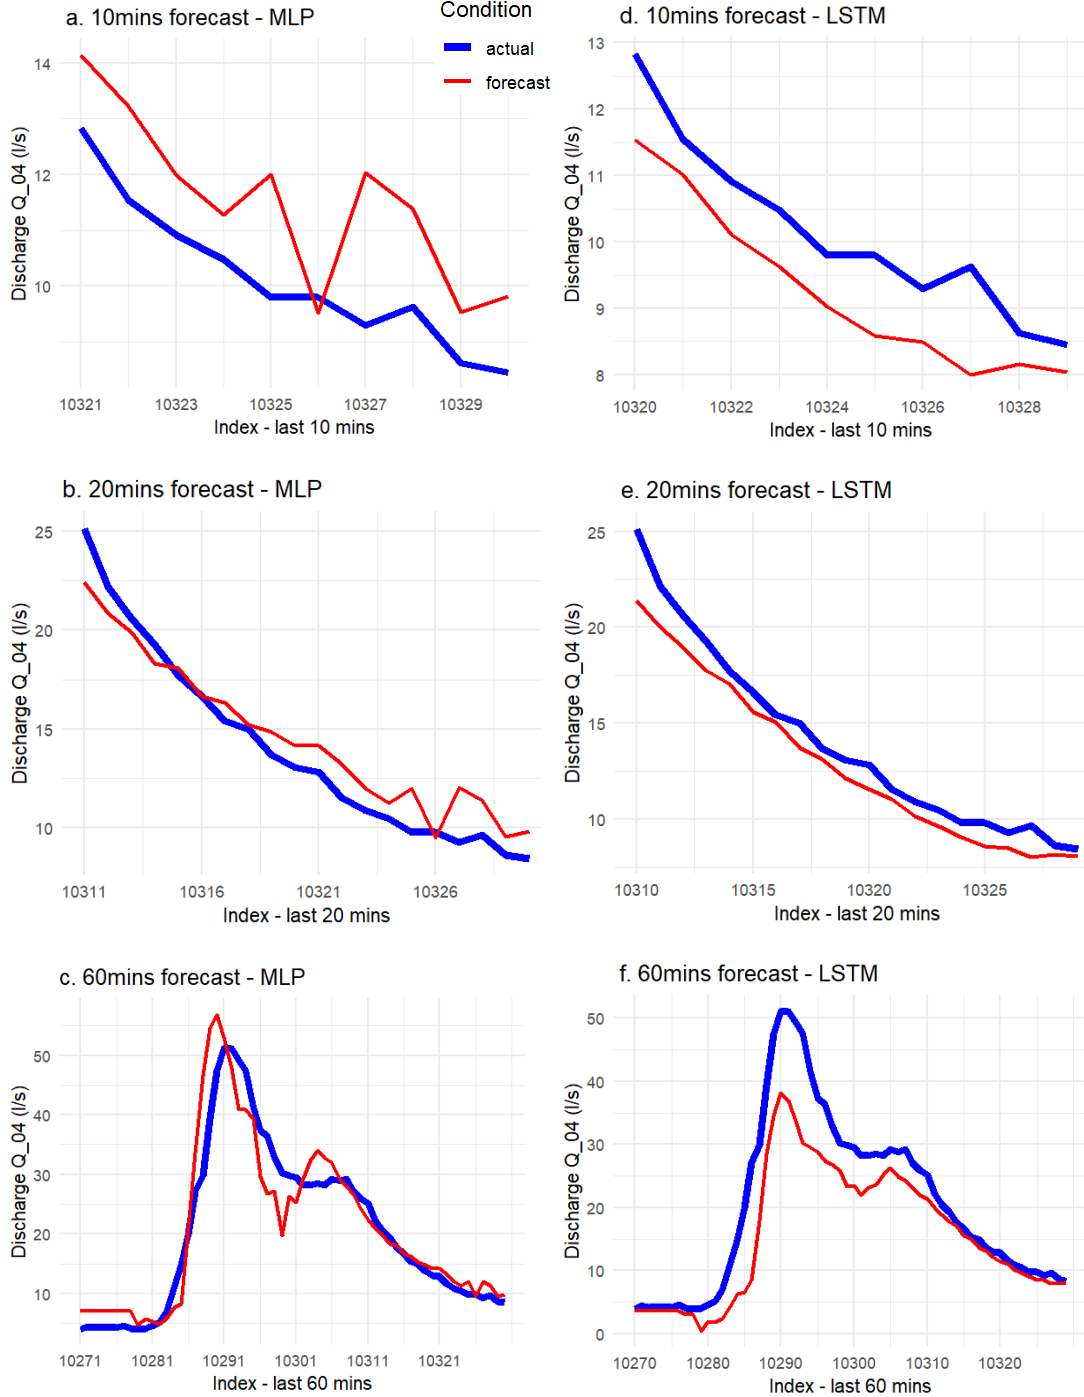 a. 10mins forecast - MLP
Condition
actual
forecast
14
12
10
Discharge Q_04 (l/s)
10321 10323 10325 10327 10329
Index - last 10 mins
d. 10mins forecast - LSTM
13
12
11
10
9
8
Discharge Q_04 (l/s)
10320 10322 10324 10326 10328
Index - last 10 mins
b. 20mins forecast - MLP
25
20
15
10
Discharge Q_04 (l/s)
10311 10316 10321 10326
Index - last 20 mins
e. 20mins forecast - LSTM
25
20
15
10
Discharge Q_04 (l/s)
10310 10315 10320 10325
Index - last 20 mins
c. 60mins forecast - MLP
50
40
30
20
10
Discharge Q_04 (l/s)
10271 10281 10291 10301 10311 10321
Index - last 60 mins
f. 60mins forecast - LSTM
50
40
30
20
10
0
Discharge Q_04 (l/s)
10270 10280 10290 10300 10310 10320
Index - last 60 mins